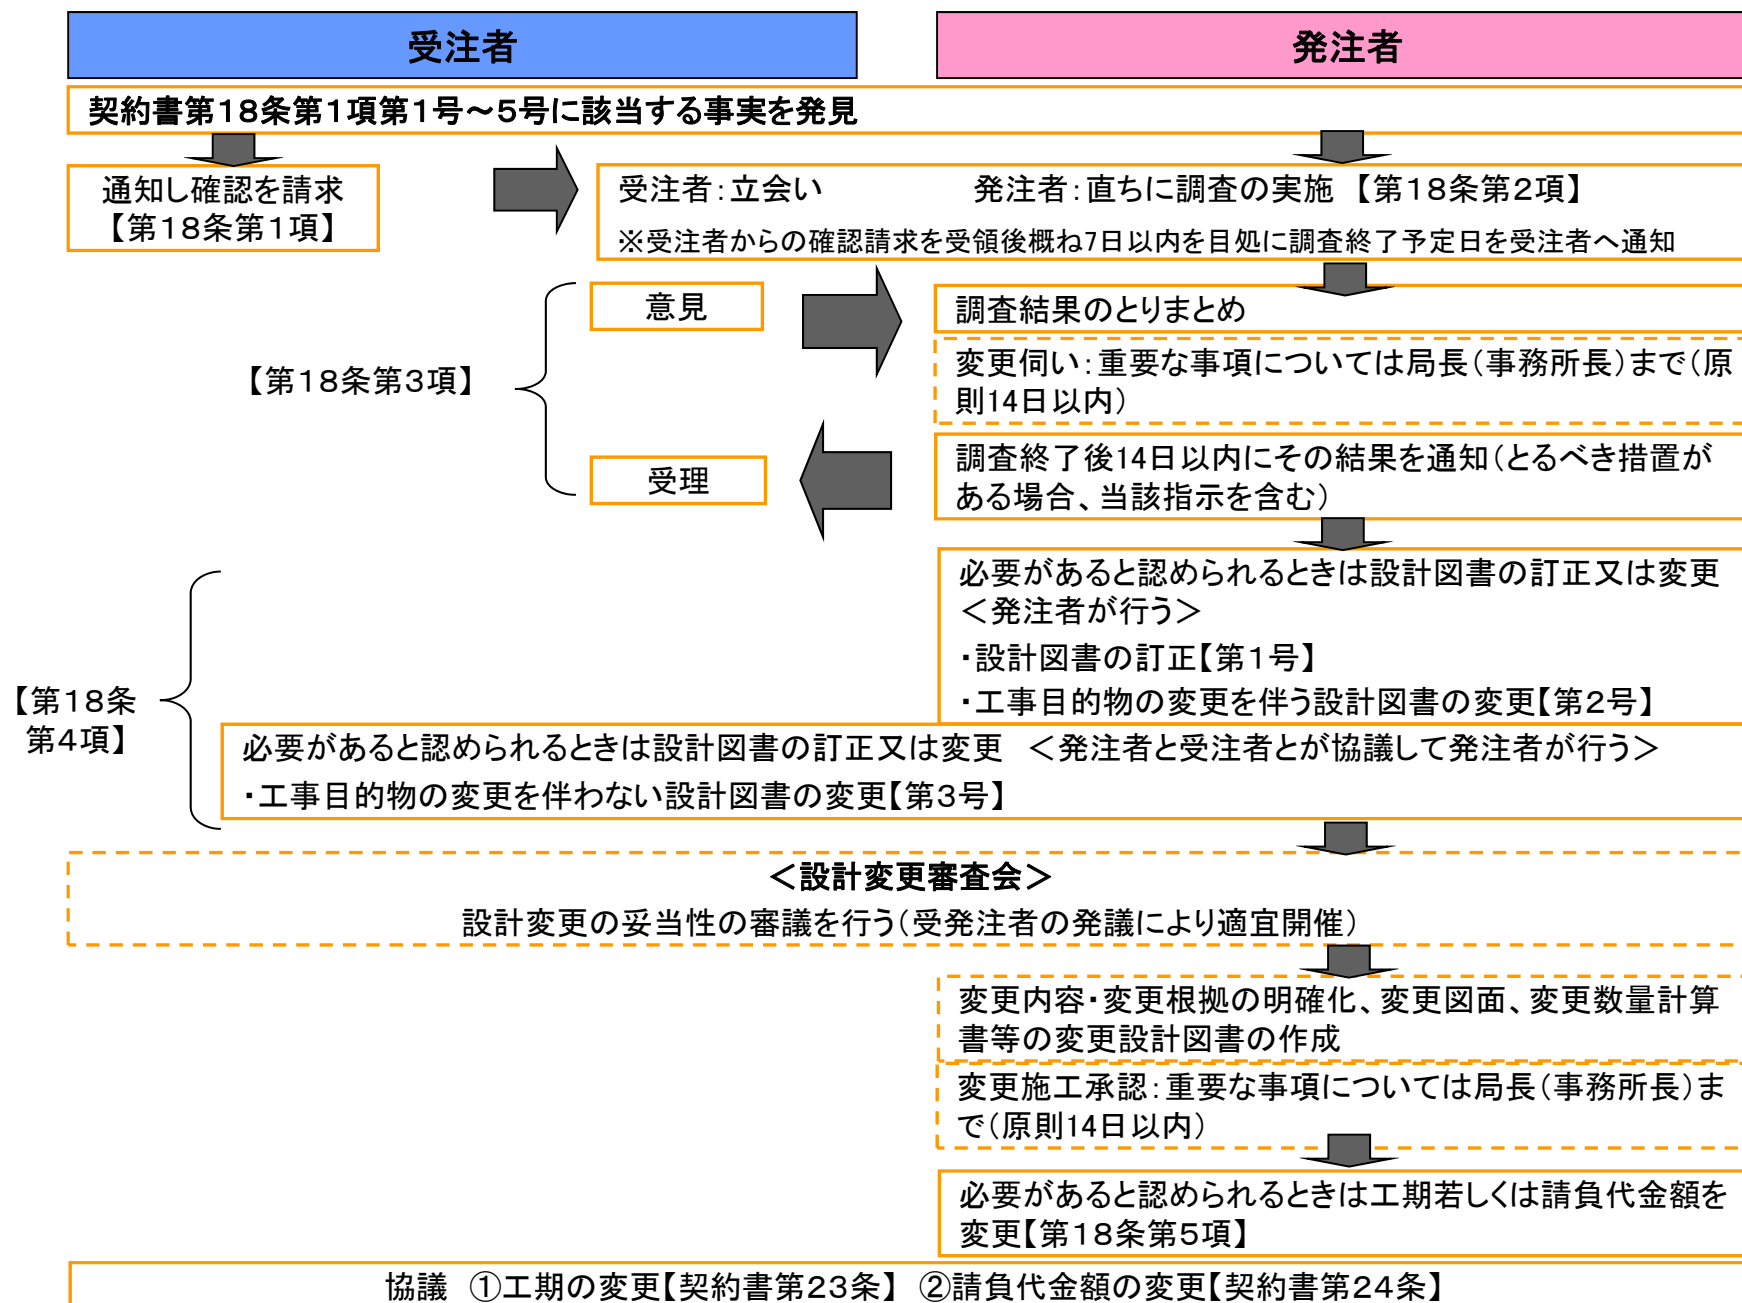 受注者
発注者
契約書第18条第1項第1号～5号に該当する事実を発見
通知し確認を請求
【第18条第1項】
受注者：立会い　発注者：直ちに調査の実施　【第18条第2項】
※受注者からの確認請求を受領後概ね7日以内を目処に調査終了予定日を受注者へ通知
意見
調査結果のとりまとめ
変更伺い：重要な事項については局長（事務所長）まで（原
則14日以内）
【第18条第3項】
受理
調査終了後14日以内にその結果を通知（とるべき措置が
ある場合、当該指示を含む）
必要があると認められるときは設計図書の訂正又は変更
＜発注者が行う＞
・設計図書の訂正【第1号】
・工事目的物の変更を伴う設計図書の変更【第2号】
【第18条
第4項】
必要があると認められるときは設計図書の訂正又は変更　＜発注者と受注者とが協議して発注者が行う＞
・工事目的物の変更を伴わない設計図書の変更【第3号】
＜設計変更審査会＞
設計変更の妥当性の審議を行う（受発注者の発議により適宜開催）
変更内容・変更根拠の明確化、変更図面、変更数量計算
書等の変更設計図書の作成
変更施工承認：重要な事項については局長（事務所長）ま
で（原則14日以内）
必要があると認められるときは工期若しくは請負代金額を
変更【第18条第5項】
協議　①工期の変更【契約書第23条】　②請負代金額の変更【契約書第24条】